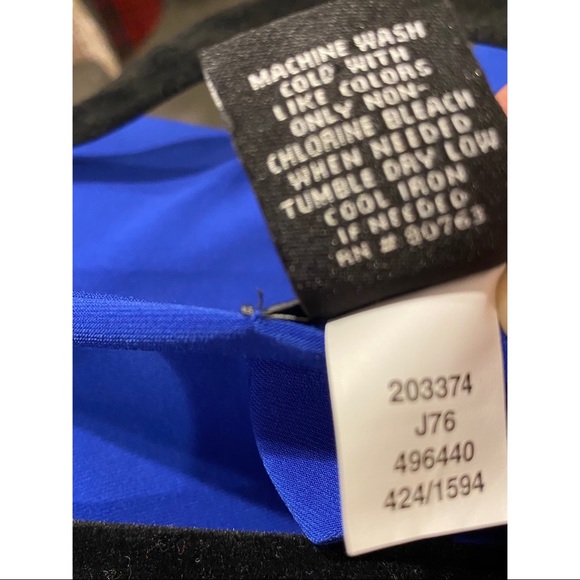 MACHINE WASH
COLD WITH
LIKE COLORS
ONLY NON-
CHLORINE BLEACH
WHEN NEEDED
TUMBLE DRY LOW
COOL IRON
IF NEEDED
RN # 80763
203374
J76
496440
424/1594